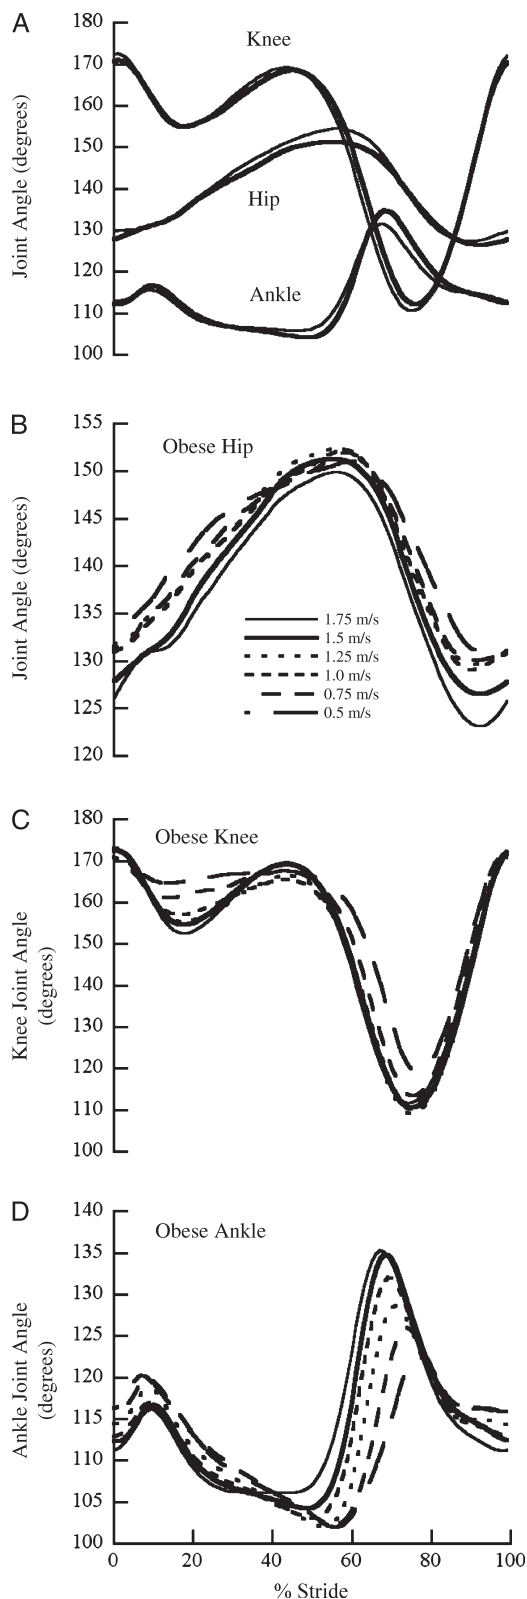 A
180
170
160
150
140
130
120
110
100
Joint Angle (degrees)
Knee
Hip
Ankle
B
155
150
145
140
135
130
125
120
Joint Angle (degrees)
Obese Hip
1.75 m/s
1.5 m/s
1.25 m/s
1.0 m/s
0.75 m/s
0.5 m/s
C
180
170
160
150
140
130
120
110
100
Knee Joint Angle
(degrees)
Obese Knee
D
140
135
130
125
120
115
110
105
100
Ankle Joint Angle
(degrees)
Obese Ankle
0 20 40 60 80 100
% Stride